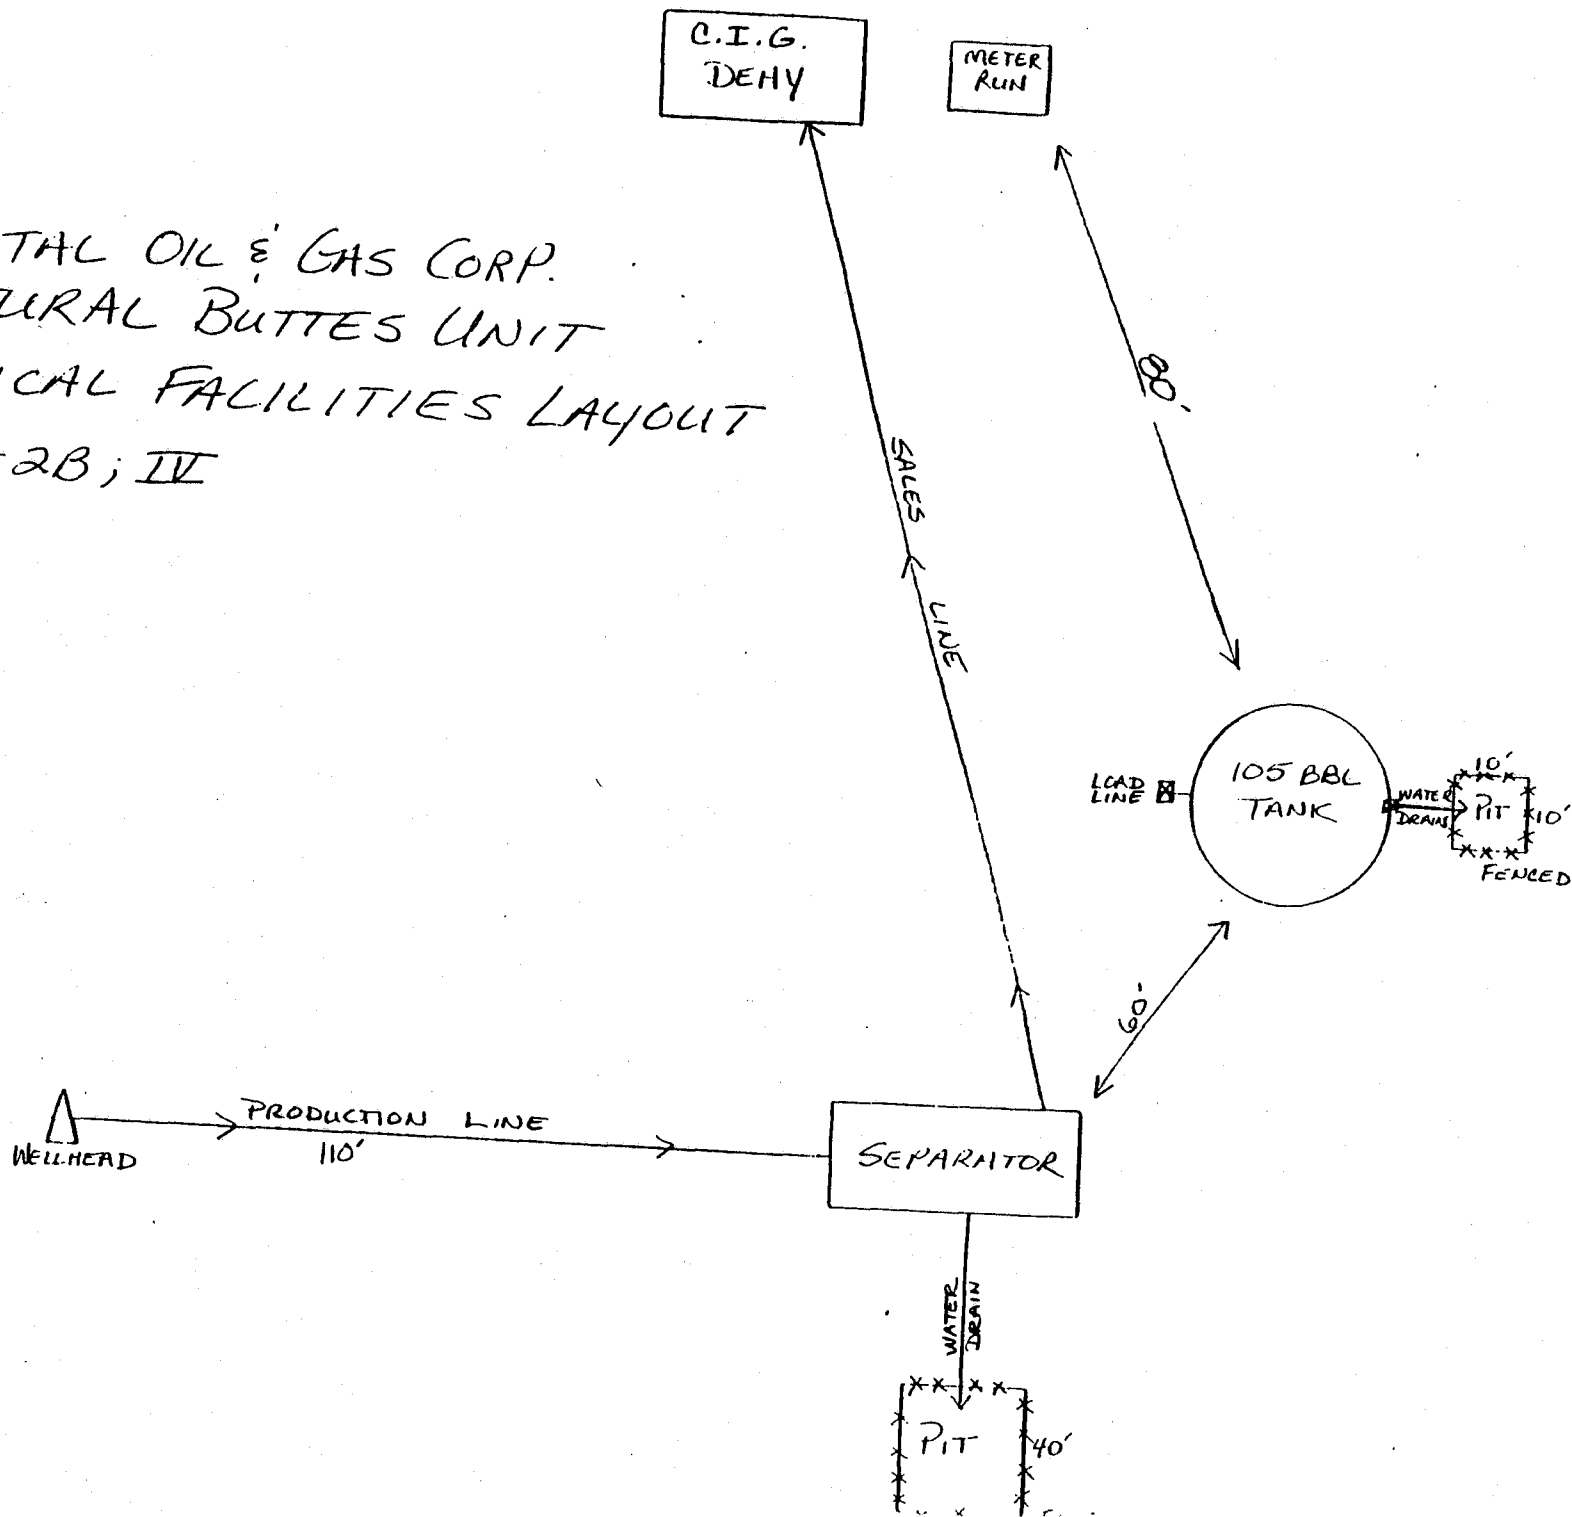 C.I.G.
DEHY
METER
RUN
TAL OIL & GAS CORP.
URAL BUTTES UNIT
ICAL FACILITIES LAYOUT
-2B; IV
80'
SALES LINE
LOAD
LINE
105 BBL
TANK
WATER
DRAIN
10'
PIT
10'
FENCED
60'
WELLHEAD
PRODUCTION LINE
110'
SEPARATOR
WATER
DRAIN
PIT
40'